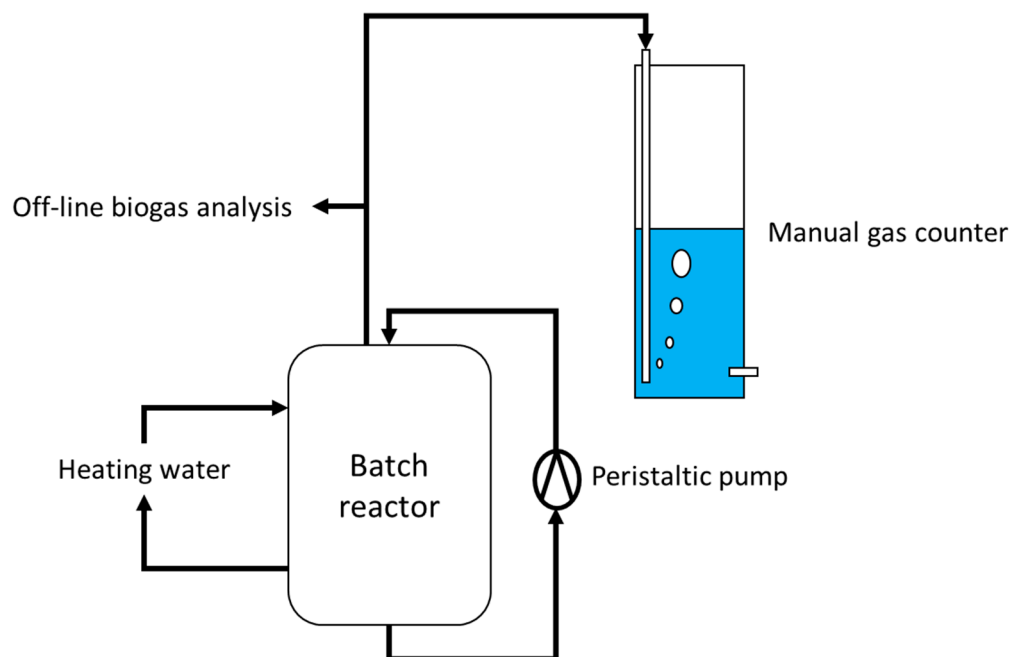 Off-line biogas analysis
Manual gas counter
Heating water
Batch
reactor
Peristaltic pump